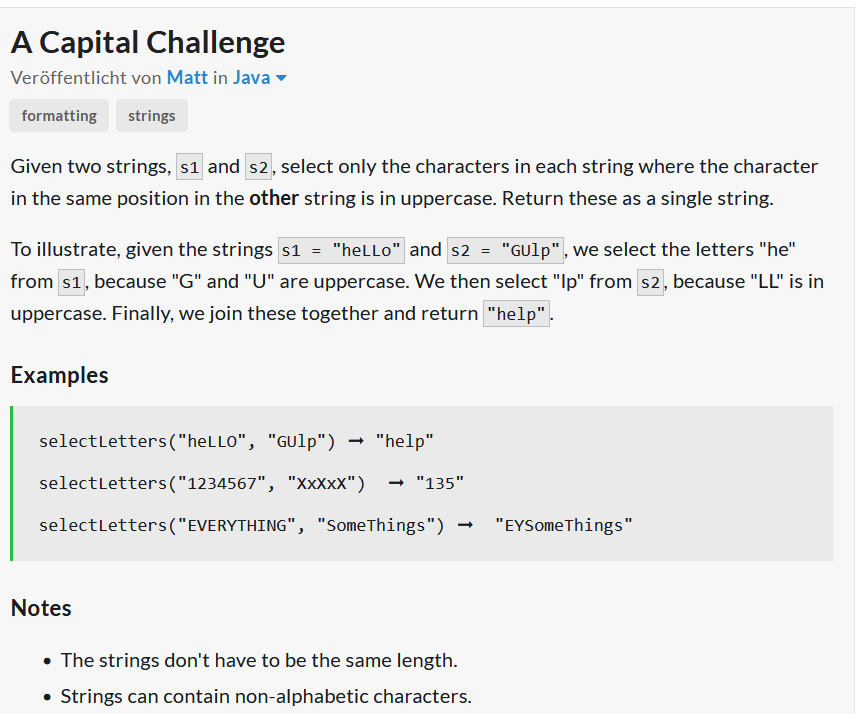 A Capital Challenge
Veröffentlicht von Matt in Java
formatting strings
Given two strings, s1 and s2, select only the characters in each string where the character
in the same position in the other string is in uppercase. Return these as a single string.
To illustrate, given the strings s1 = "heLLo" and s2 = "GUlp", we select the letters "he"
from s1, because "G" and "U" are uppercase. We then select "lp" from s2, because "LL" is in
uppercase. Finally, we join these together and return "help".
Examples
selectLetters("heLLO", "GUlp") ➞ "help"
selectLetters("1234567", "XxXxX") ➞ "135"
selectLetters("EVERYTHING", "SomeThings") ➞ "EYSomeThings"
Notes
• The strings don't have to be the same length.
• Strings can contain non-alphabetic characters.